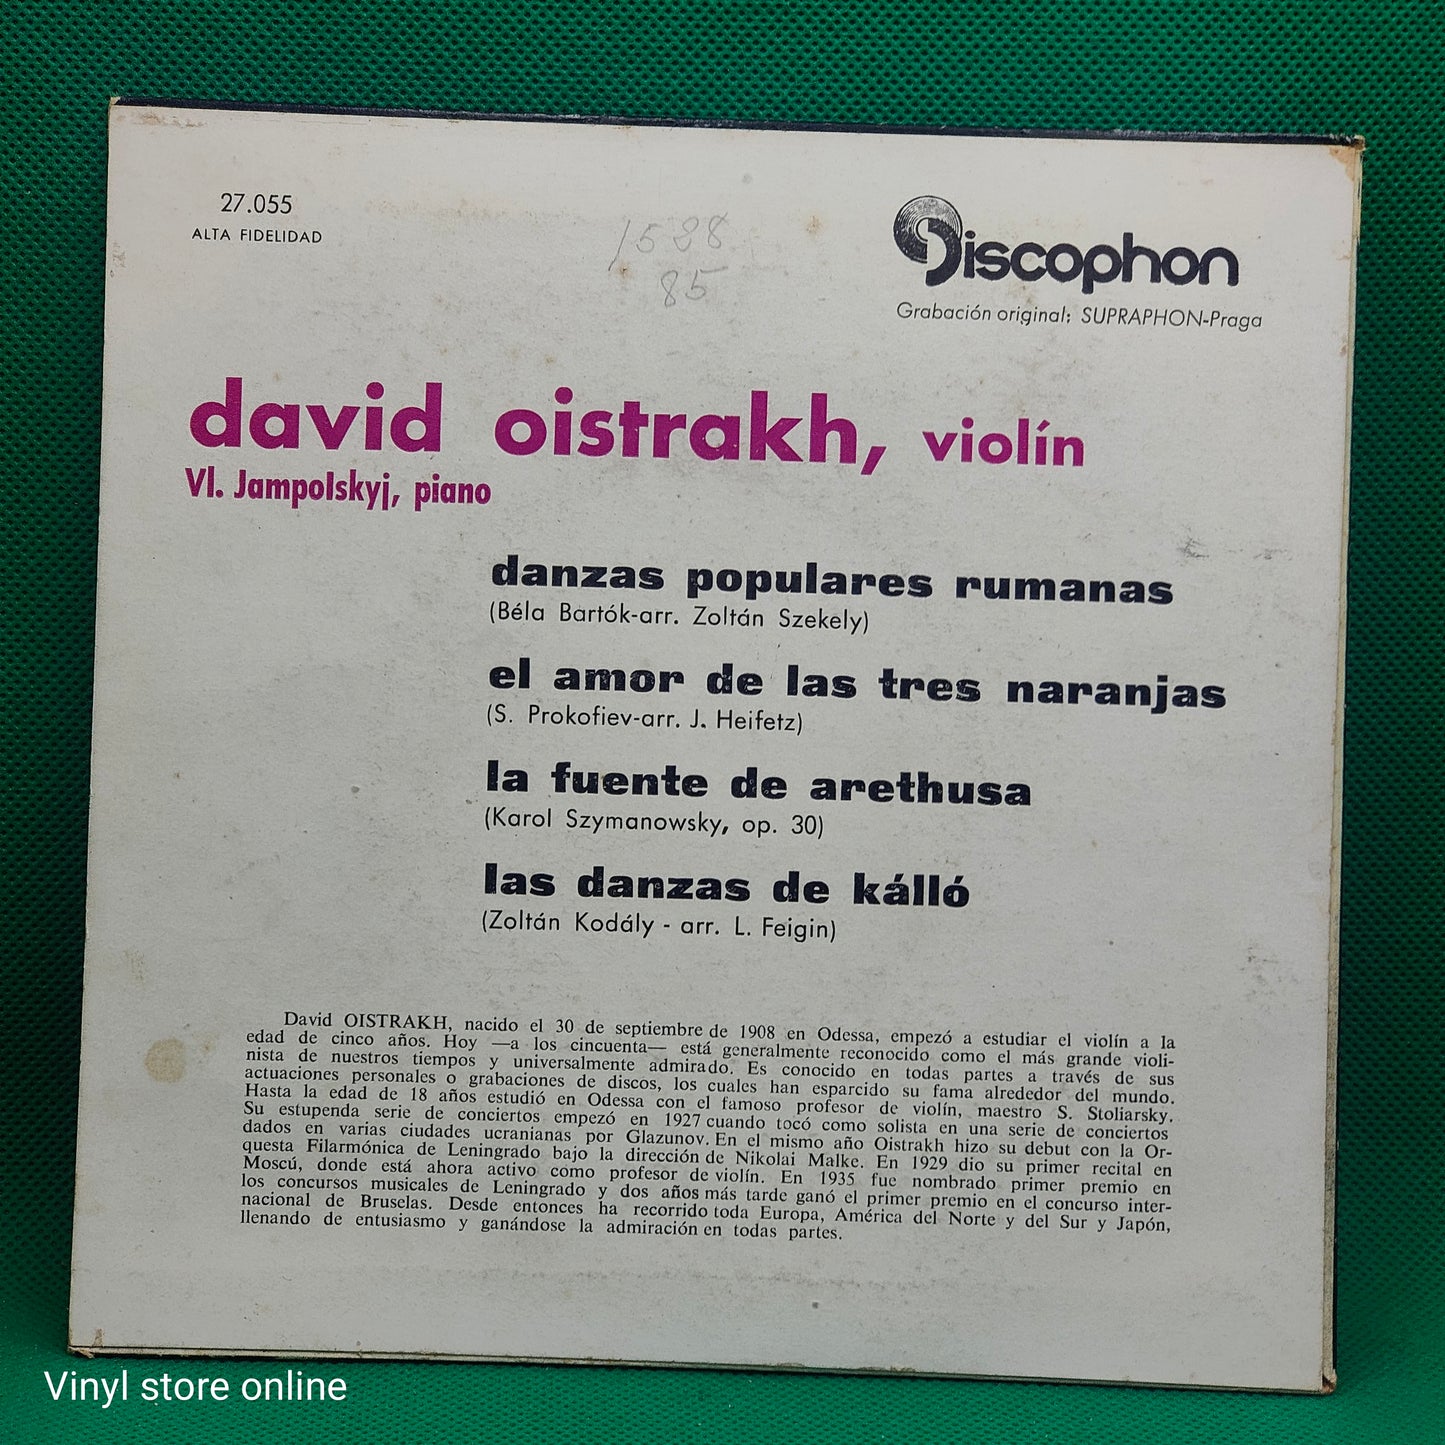 27.055
ALTA FIDELIDAD
1528
85
Discophon
Grabación original: SUPRAPHON-Praga
david oistrakh, violín
Vl. Jampolskyj, piano
danzas populares rumanas
(Béla Bartók-arr. Zoltán Szekely)
el amor de las tres naranjas
(S. Prokofiev-arr. J. Heifetz)
la fuente de arethusa
(Karol Szymanowsky, op. 30)
las danzas de kálló
(Zoltán Kodály - arr. L. Feigin)
David OISTRAKH, nacido el 30 de septiembre de 1908 en Odessa, empezó a estudiar el violín a la
edad de cinco años. Hoy —a los cincuenta— está generalmente reconocido como el más grande violi-
nista de nuestros tiempos y universalmente admirado. Es conocido en todas partes a través de sus
actuaciones personales o grabaciones de discos, los cuales han esparcido su fama alrededor del mundo.
Hasta la edad de 18 años estudió en Odessa con el famoso profesor de violín, maestro S. Stoliarsky.
Su estupenda serie de conciertos empezó en 1927 cuando tocó como solista en una serie de conciertos
dados en varias ciudades ucranianas por Glazunov. En el mismo año Oistrakh hizo su debut con la Or-
questa Filarmónica de Leningrado bajo la dirección de Nikolai Malke. En 1929 dio su primer recital en
Moscú, donde está ahora activo como profesor de violín. En 1935 fue nombrado primer premio en
los concursos musicales de Leningrado y dos años más tarde ganó el primer premio en el concurso inter-
nacional de Bruselas. Desde entonces ha recorrido toda Europa, América del Norte y del Sur y Japón,
llenando de entusiasmo y ganándose la admiración en todas partes.
Vinyl store online